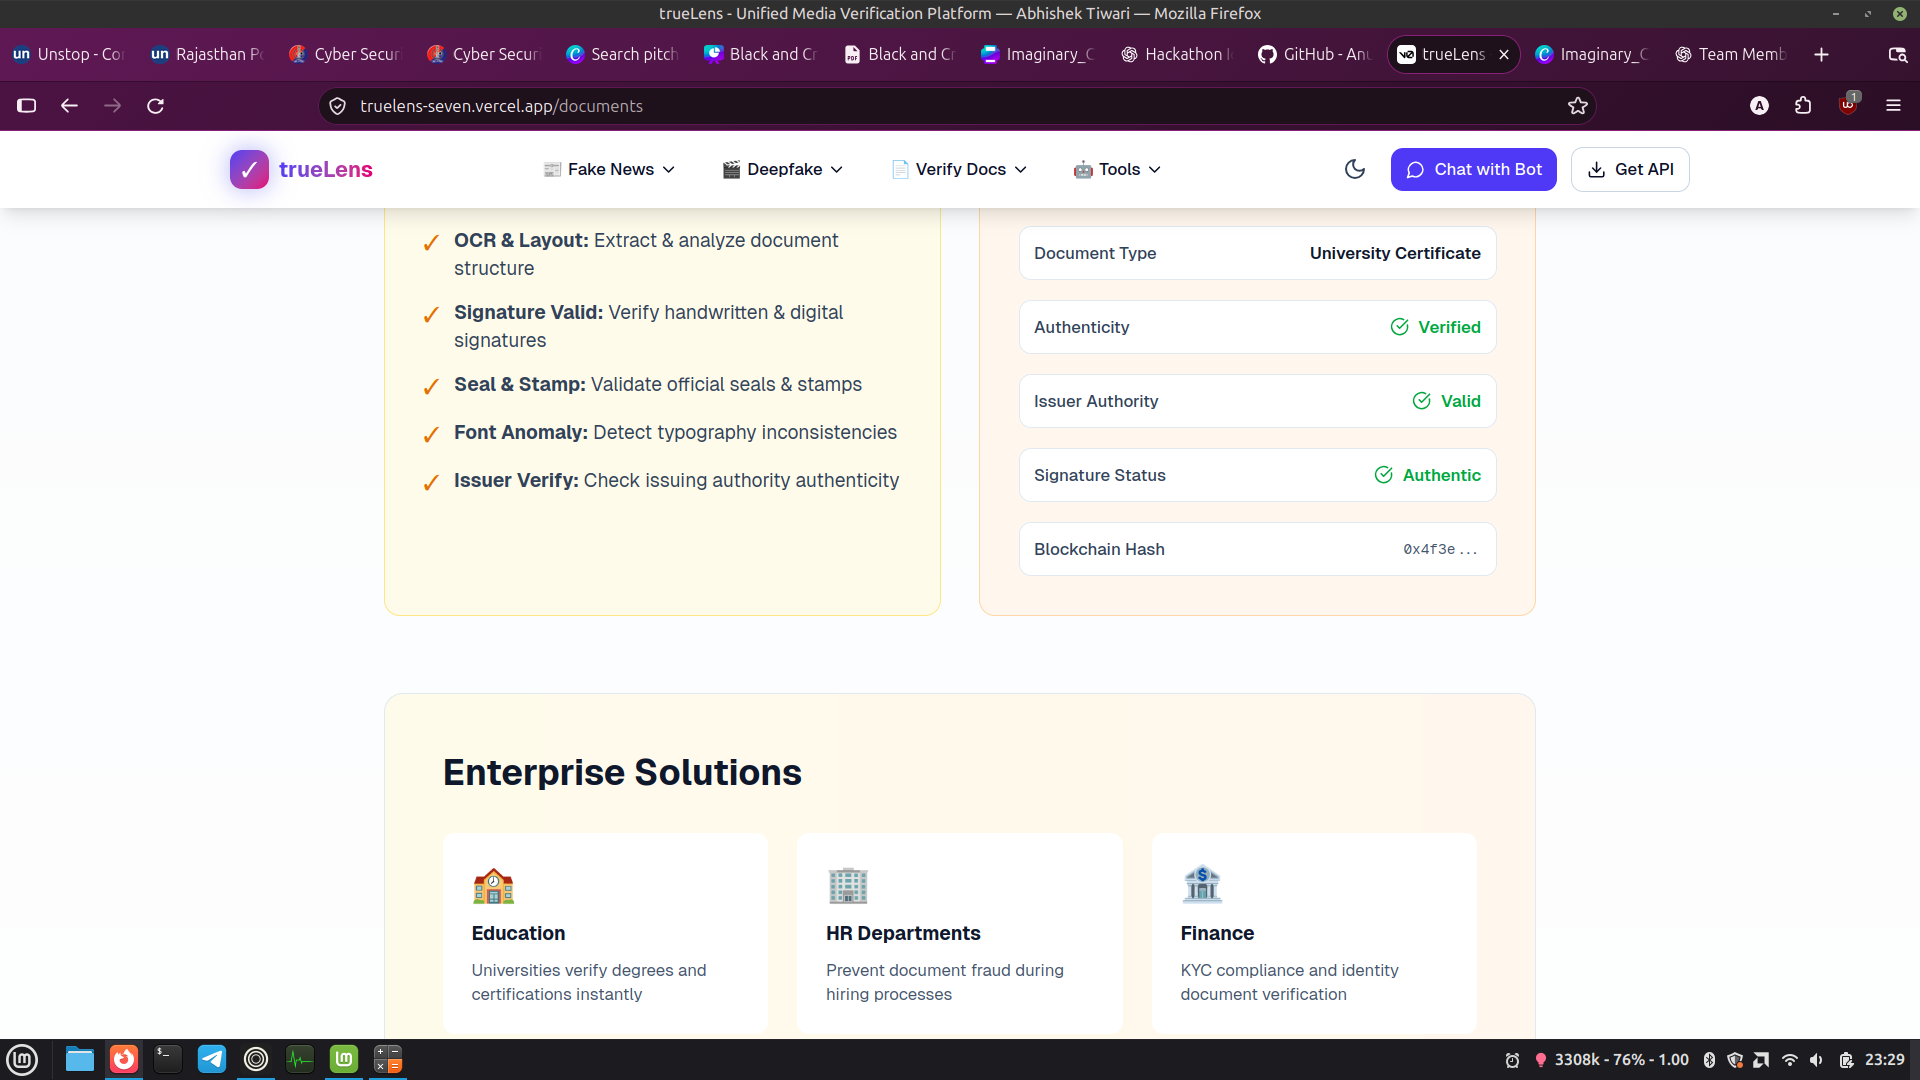 trueLens - Unified Media Verification Platform — Abhishek Tiwari — Mozilla Firefox
Unstop - Co
Rajasthan Po
Cyber Securi
Cyber Securi
Search pitch
Black and Cr
Black and Cr
Imaginary_C
Hackathon
GitHub - Anu
trueLens
Imaginary_C
Team Memb
truelens-seven.vercel.app/documents
A
1
trueLens
Fake News
Deepfake
Verify Docs
Tools
Chat with Bot
Get API
OCR & Layout: Extract & analyze document
structure
Signature Valid: Verify handwritten & digital
signatures
Seal & Stamp: Validate official seals & stamps
Font Anomaly: Detect typography inconsistencies
Issuer Verify: Check issuing authority authenticity
Document Type University Certificate
Authenticity Verified
Issuer Authority Valid
Signature Status Authentic
Blockchain Hash 0x4f3e...
Enterprise Solutions
Education
Universities verify degrees and
certifications instantly
HR Departments
Prevent document fraud during
hiring processes
Finance
KYC compliance and identity
document verification
3308k - 76% - 1.00
23:29